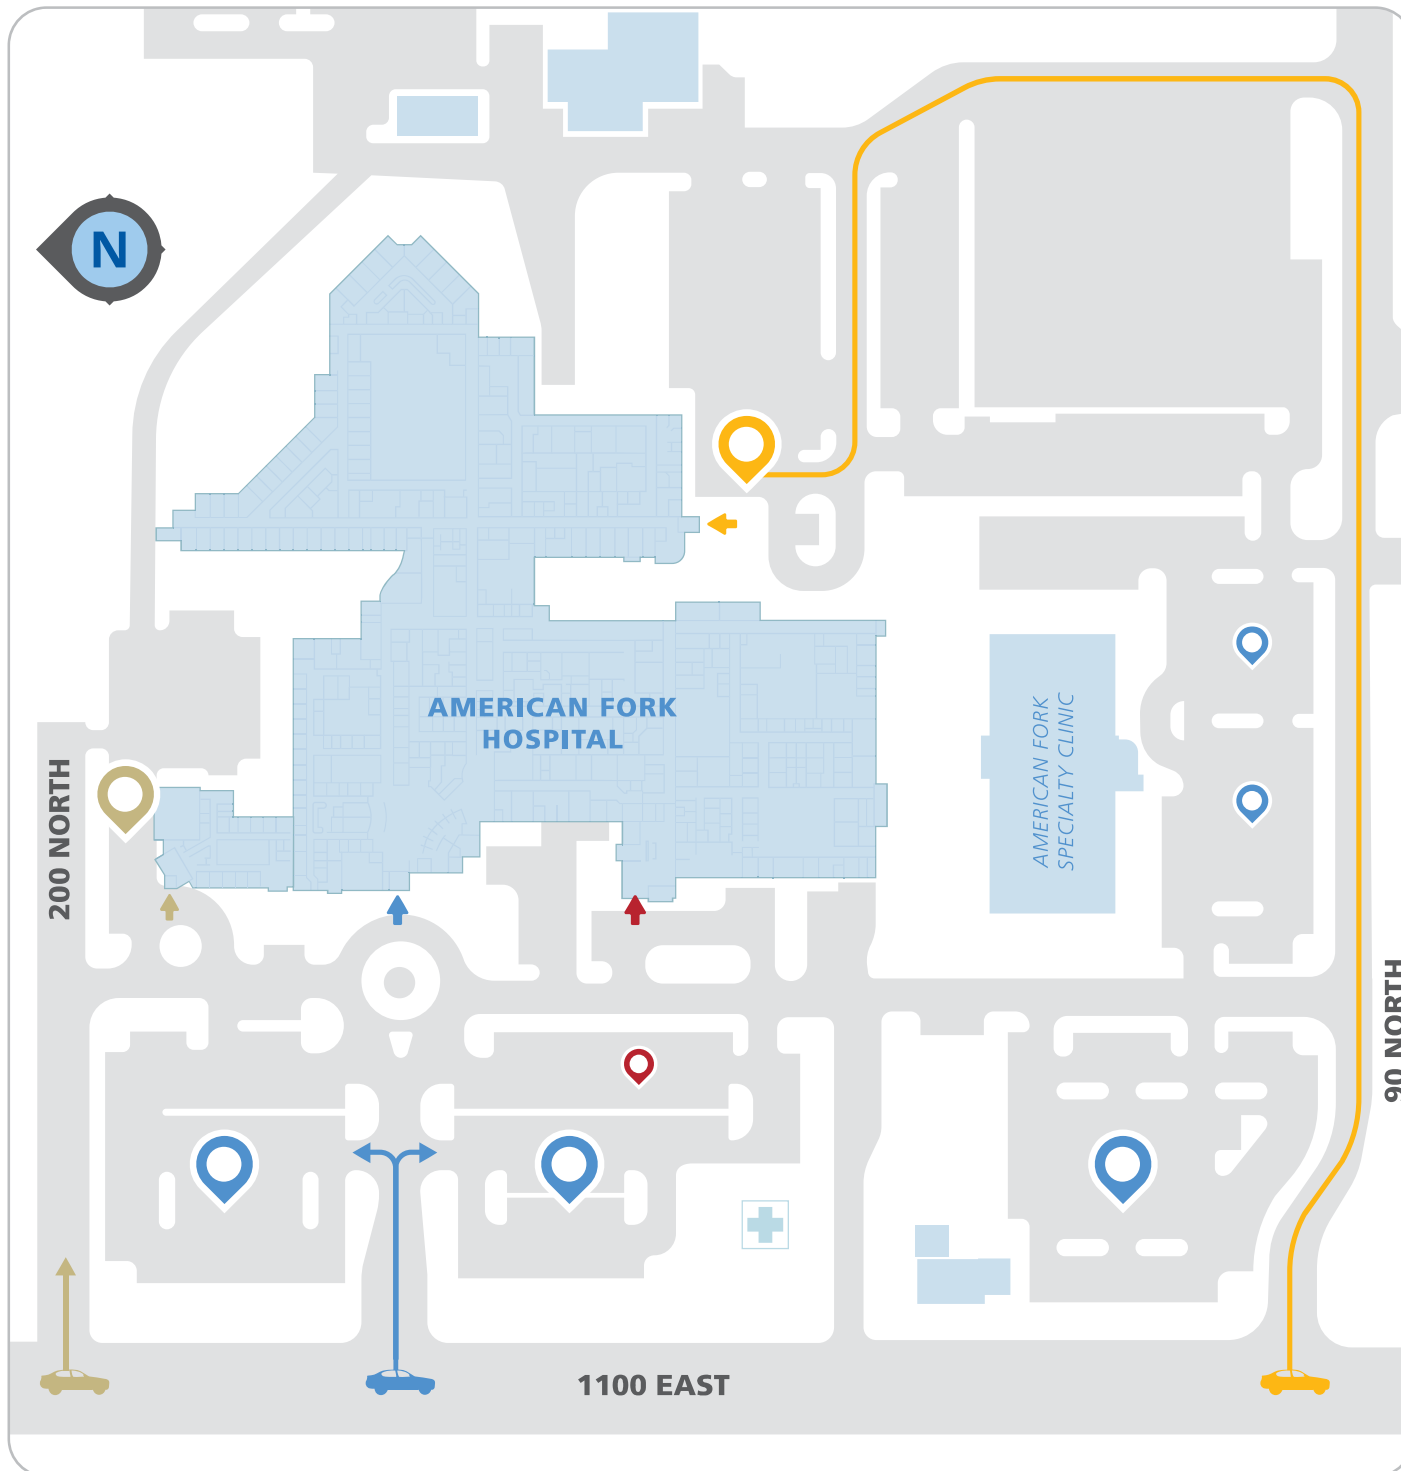 N
AMERICAN FORK
HOSPITAL
AMERICAN FORK
SPECIALTY CLINIC
200 NORTH
90 NORTH
1100 EAST